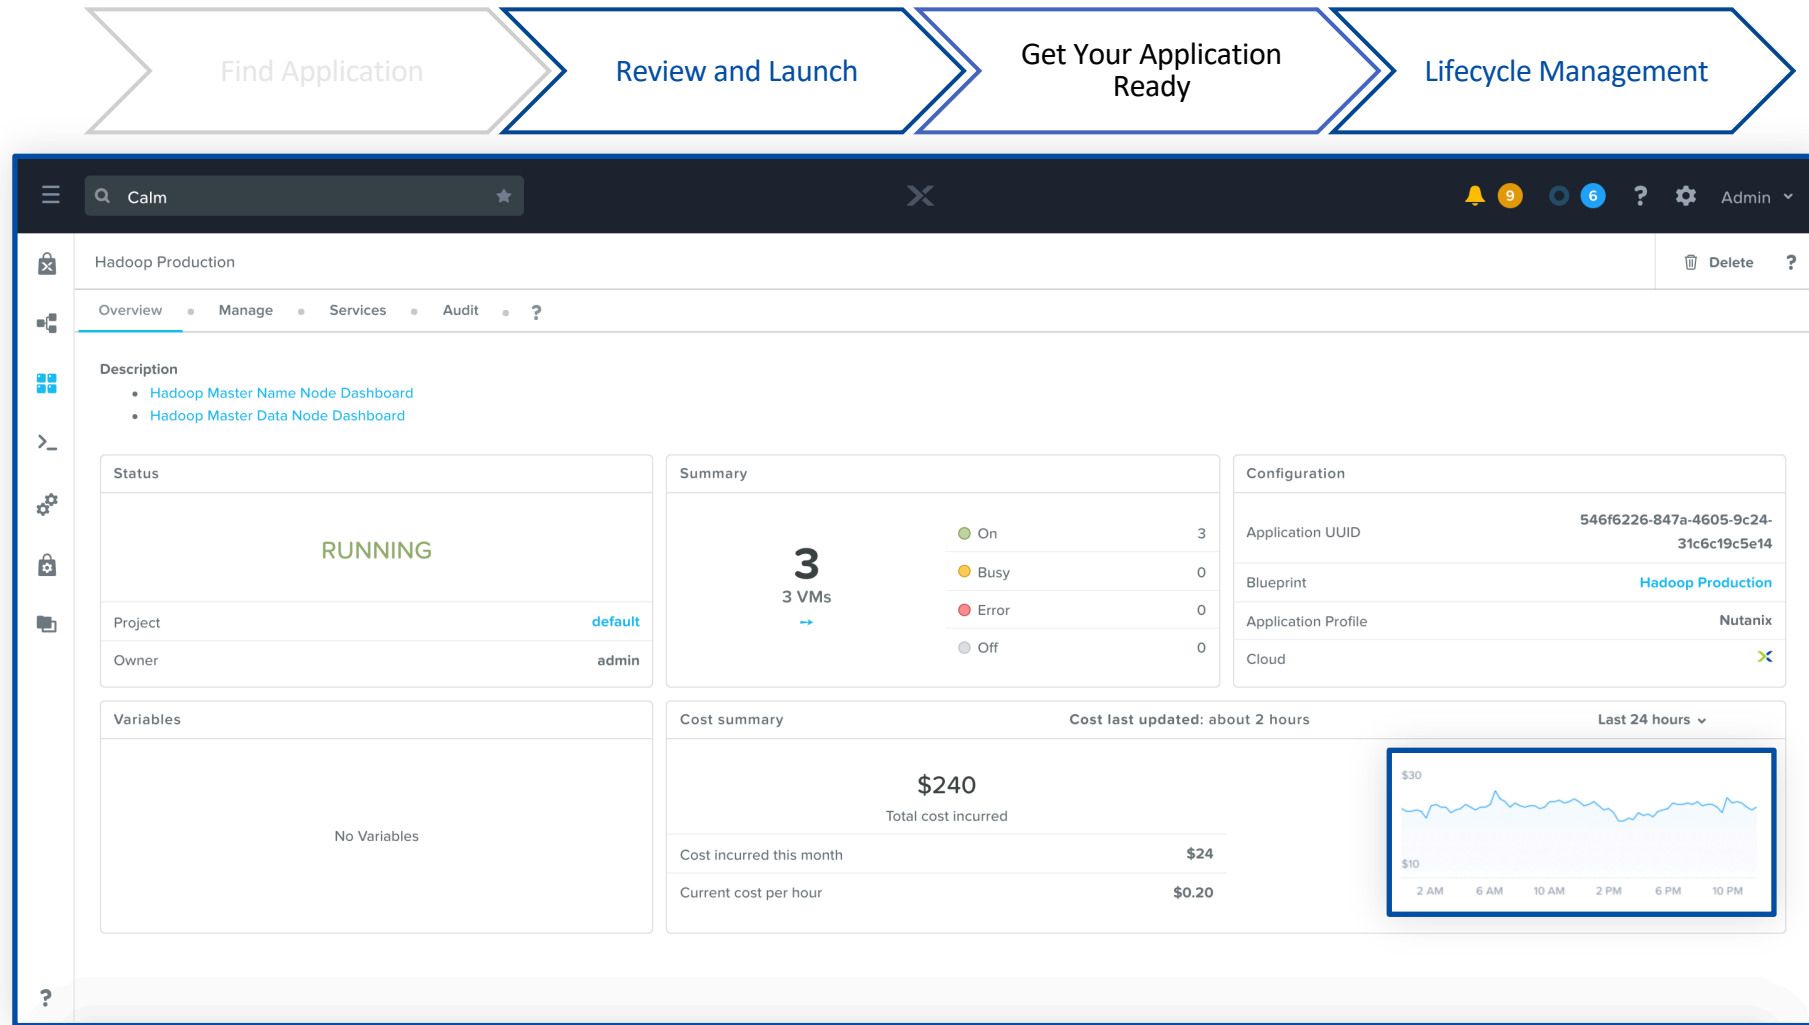 Find Application
Review and Launch
Get Your Application
Ready
Lifecycle Management
Calm
9
6
?
Admin
Hadoop Production
Delete
?
Overview
Manage
Services
Audit
?
Description
Hadoop Master Name Node Dashboard
Hadoop Master Data Node Dashboard
Status
RUNNING
Project
default
Owner
admin
Summary
3
3 VMs
On
3
Busy
0
Error
0
Off
0
Configuration
Application UUID
546f6226-847a-4605-9c24-
31c6c19c5e14
Blueprint
Hadoop Production
Application Profile
Nutanix
Cloud
Variables
No Variables
Cost summary
Cost last updated: about 2 hours
Last 24 hours
$240
Total cost incurred
Cost incurred this month
$24
Current cost per hour
$0.20
$30
$10
2 AM
6 AM
10 AM
2 PM
6 PM
10 PM
?